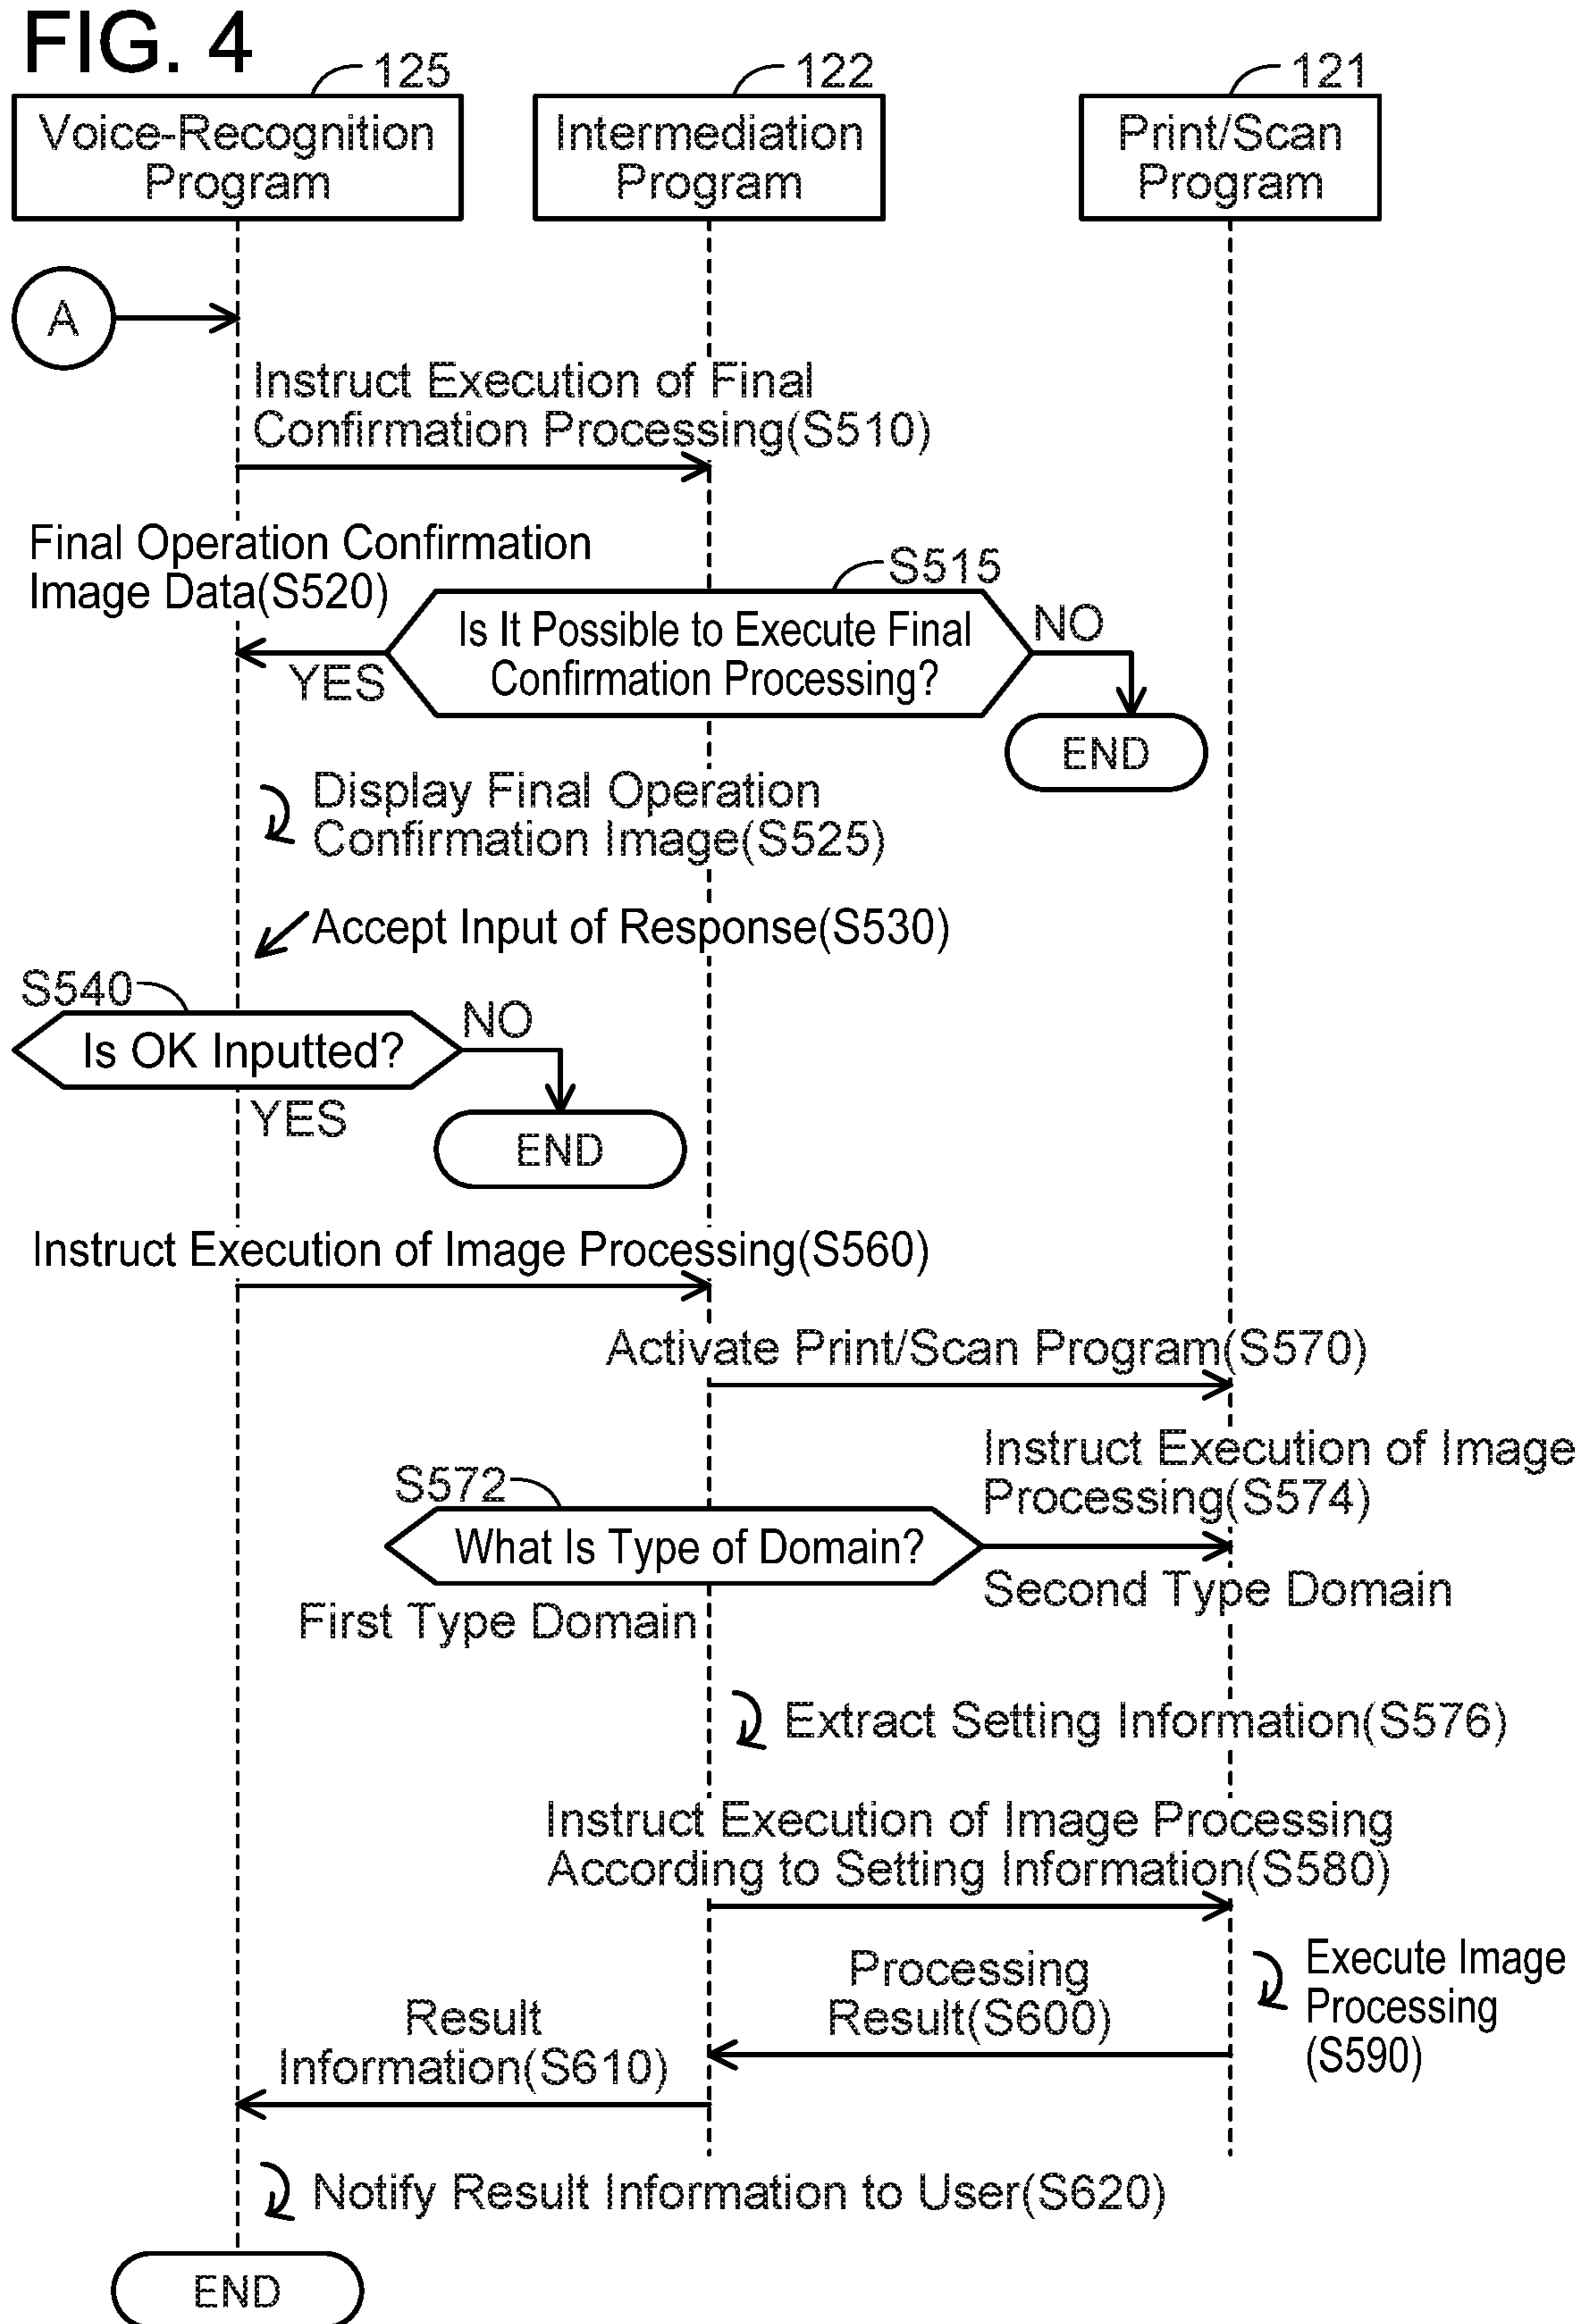 FIG. 4
125
122
121
Voice-Recognition
Program
Intermediation
Program
Print/Scan
Program
A
Instruct Execution of Final
Confirmation Processing(S510)
Final Operation Confirmation
Image Data(S520)
S515
Is It Possible to Execute Final
Confirmation Processing?
NO
YES
END
Display Final Operation
Confirmation Image(S525)
Accept Input of Response(S530)
S540
Is OK Inputted?
NO
YES
END
Instruct Execution of Image Processing(S560)
Activate Print/Scan Program(S570)
Instruct Execution of Image
Processing(S574)
S572
What Is Type of Domain?
Second Type Domain
First Type Domain
Extract Setting Information(S576)
Instruct Execution of Image Processing
According to Setting Information(S580)
Execute Image
Processing
(S590)
Processing
Result(S600)
Result
Information(S610)
Notify Result Information to User(S620)
END